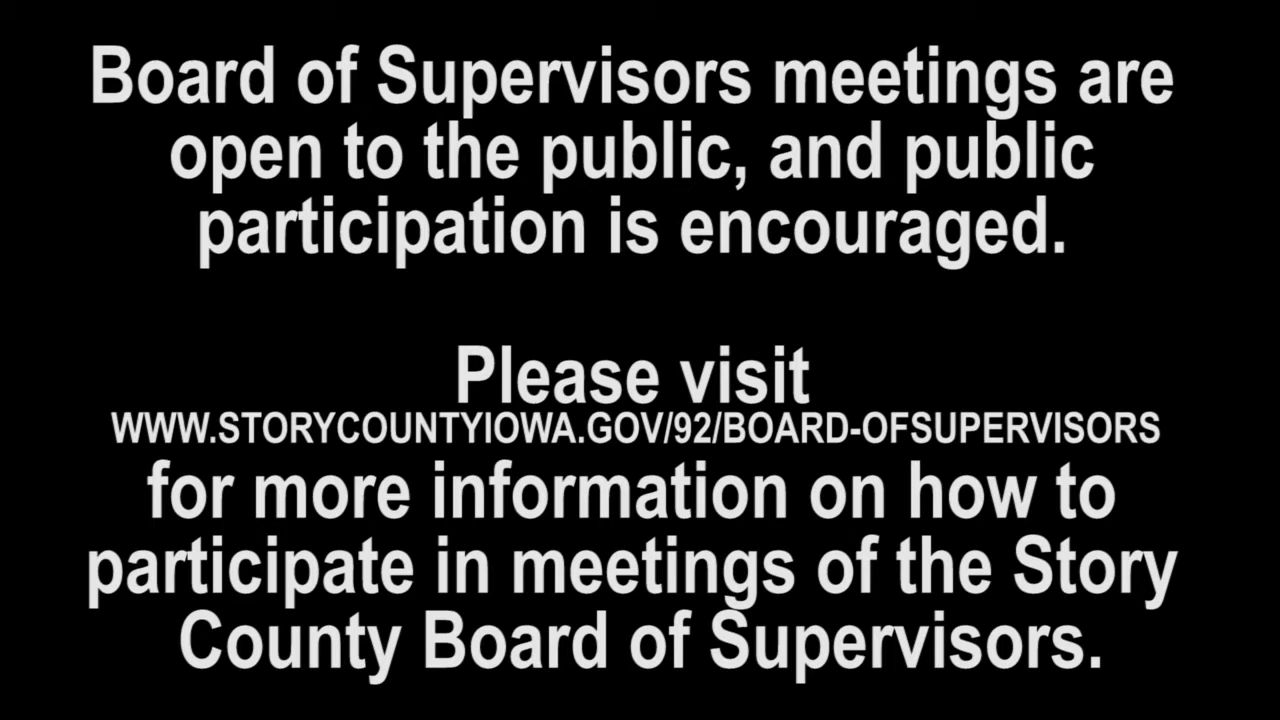 Board of Supervisors meetings are
open to the public, and public
participation is encouraged.
Please visit
WWW.STORYCOUNTYIOWA.GOV/92/BOARD-OFSUPERVISORS
for more information on how to
participate in meetings of the Story
County Board of Supervisors.